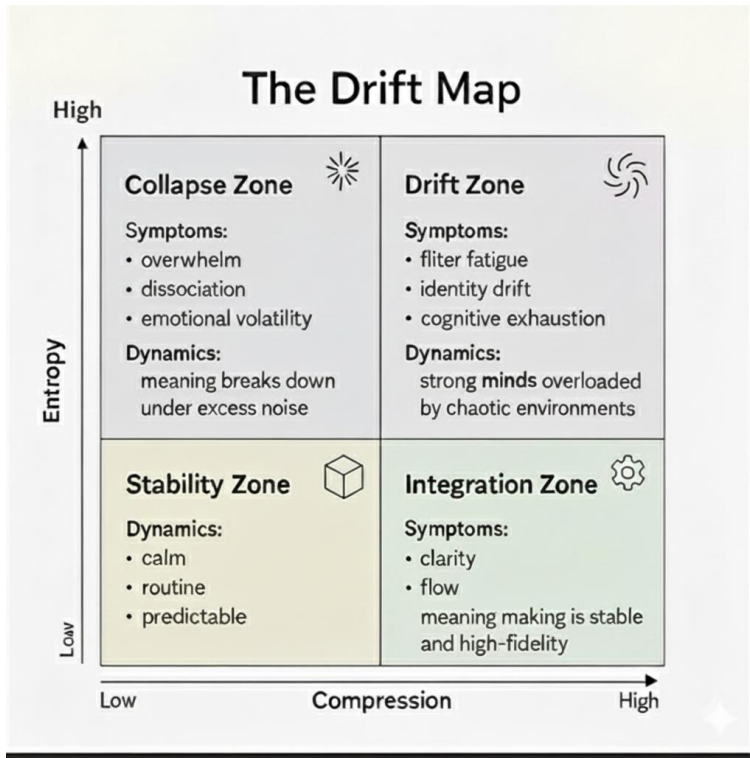 The Drift Map
High
Collapse Zone
Symptoms:
• overwhelm
• dissociation
• emotional volatility
Dynamics:
meaning breaks down
under excess noise
Drift Zone
Symptoms:
• fliter fatigue
• identity drift
• cognitive exhaustion
Dynamics:
strong minds overloaded
by chaotic environments
Entropy
Stability Zone
Dynamics:
• calm
• routine
• predictable
Integration Zone
Symptoms:
• clarity
• flow
meaning making is stable
and high-fidelity
Low
Low
Compression
High